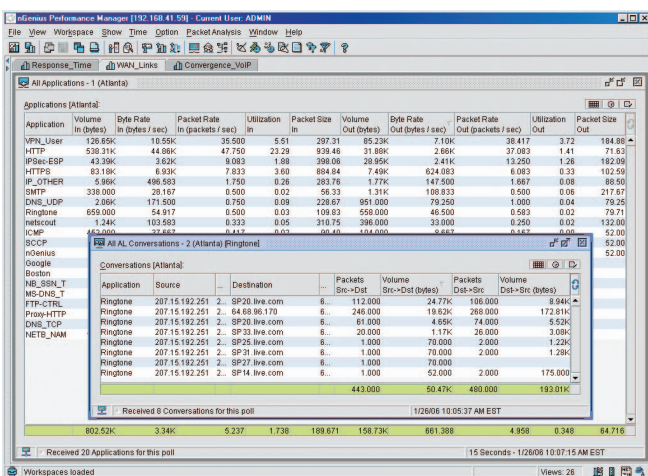 nGenius Performance Manager [192.168.41.59] - Current User: ADMIN
File View Workspace Show Time Option PacketAnalysis Window Help
Response_Time WAN_Links Convergence_VoIP
All Applications - 1 (Atlanta)
Applications [Atlanta]:
Application Volume In (bytes) Byte Rate In (bytes / sec) Packet Rate In (packets / sec) Utilization In Packet Size In Volume Out (bytes) Byte Rate Out (bytes / sec) Packet Rate Out (packets / sec) Utilization Out Packet Size Out
VPN_User 126.65K 10.55K 35.500 5.51 297.31 85.23K 7.10K 38.417 3.72 184.88
HTTP 538.31K 44.86K 47.750 23.29 939.46 31.88K 2.66K 37.083 1.41 71.63
IPSec-ESP 43.39K 3.62K 9.083 1.88 398.06 28.95K 2.41K 13.250 1.26 182.09
HTTPS 83.18K 6.93K 7.833 3.60 884.84 7.49K 624.083 6.083 0.33 102.59
IP_OTHER 5.96K 496.583 1.750 0.26 283.76 1.77K 147.500 1.667 0.08 88.50
SMTP 338.000 28.167 0.500 0.02 56.33 1.31K 108.833 0.500 0.06 217.67
DNS_UDP 2.06K 171.500 0.750 0.09 228.67 951.000 79.250 1.000 0.04 79.25
Ringtone 659.000 54.917 0.500 0.03 109.83 558.000 46.500 0.583 0.02 79.71
netscout 1.24K 103.583 0.333 0.05 310.75 396.000 33.000 0.250 0.02 132.00
ICMP 52.00
SCCP 52.00
nGenius 52.00
Google
Boston
NB_SSN_T
MS-DNS_T
FTP-CTRL
Proxy-HTTP
DNS_TCP
NETB_NAM
All AL Conversations - 2 (Atlanta) [Ringtone]
Conversations [Atlanta]:
Application Source ... Destination ... Packets Src->Dst Volume Src->Dst (bytes) Packets Dst->Src Volume Dst->Src (bytes)
Ringtone 207.15.192.251 2... SP20.live.com 6... 112.000 24.77K 106.000 8.94K
Ringtone 207.15.192.251 2... 64.68.96.170 6... 246.000 19.62K 268.000 172.81K
Ringtone 207.15.192.251 2... SP20.live.com 6... 61.000 4.65K 74.000 5.52K
Ringtone 207.15.192.251 2... SP33.live.com 6... 20.000 1.17K 26.000 3.08K
Ringtone 207.15.192.251 2... SP25.live.com 6... 1.000 70.000 2.000 1.22K
Ringtone 207.15.192.251 2... SP31.live.com 6... 1.000 70.000 2.000 1.28K
Ringtone 207.15.192.251 2... SP27.live.com 6... 1.000 70.000
Ringtone 207.15.192.251 2... SP14.live.com 6... 1.000 52.000 2.000 175.000
443.000 50.47K 480.000 193.01K
Received 8 Conversations for this poll 1/26/06 10:05:37 AM EST
802.52K 3.34K 5.237 1.738 189.671 158.73K 661.388 4.958 0.348 64.716
Received 20 Applications for this poll 15 Seconds - 1/26/06 10:07:15 AM EST
Workspaces loaded Views: 26